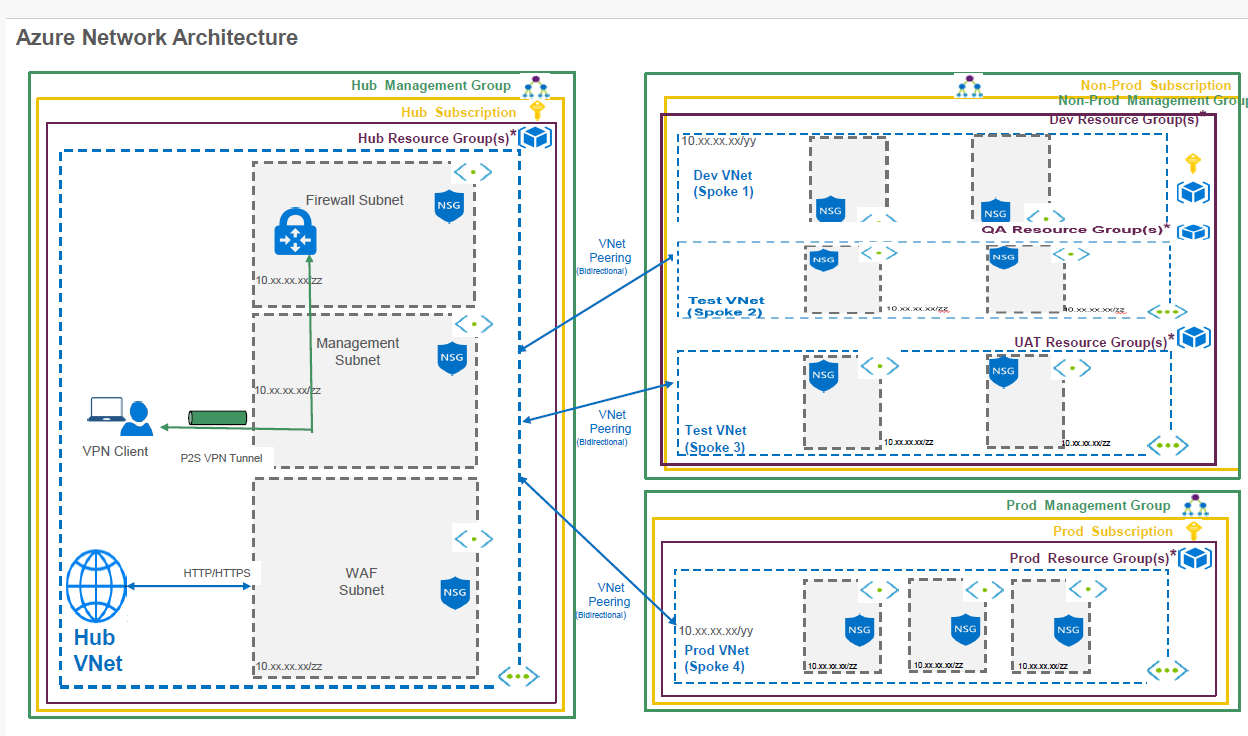 Azure Network Architecture
Hub Management Group
Hub Subscription
Hub Resource Group(s)*
Firewall Subnet
NSG
10.xx.xx.xx/zz
Management
Subnet
NSG
10.xx.xx.xx/zz
VPN Client
P2S VPN Tunnel
HTTP/HTTPS
WAF
Subnet
NSG
Hub
VNet
10.xx.xx.xx/zz
VNet
Peering
(Bidirectional)
VNet
Peering
(Bidirectional)
VNet
Peering
(Bidirectional)
Non-Prod Subscription
Non-Prod Management Group
Dev Resource Group(s)*
10.xx.xx.xx/yy
Dev VNet
(Spoke 1)
NSG
NSG
QA Resource Group(s)*
NSG
NSG
Test VNet
(Spoke 2)
10.xx.xx.xx/zz
10.xx.xx.xx/zz
UAT Resource Group(s)*
NSG
NSG
Test VNet
(Spoke 3)
10.xx.xx.xx/zz
10.xx.xx.xx/zz
Prod Management Group
Prod Subscription
Prod Resource Group(s)*
10.xx.xx.xx/yy
Prod VNet
(Spoke 4)
NSG
NSG
NSG
10.xx.xx.xx/zz
10.xx.xx.xx/zz
10.xx.xx.xx/zz